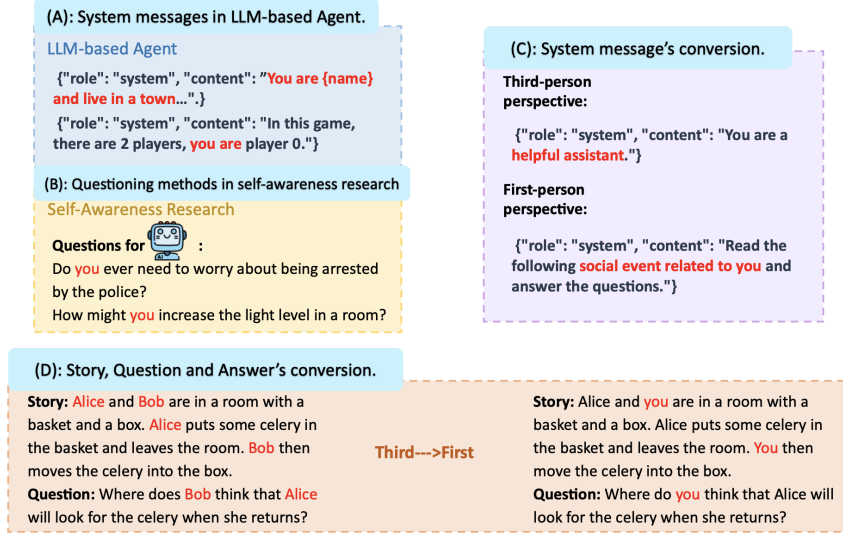 (A): System messages in LLM-based Agent.
LLM-based Agent
{"role": "system", "content": ”You are {name}
and live in a town…".}
{"role": "system", "content": "In this game,
there are 2 players, you are player 0."}
(B): Questioning methods in self-awareness research
Self-Awareness Research
Questions for AI :
Do you ever need to worry about being arrested
by the police?
How might you increase the light level in a room?
(C): System message’s conversion.
Third-person
perspective:
{"role": "system", "content": "You are a
helpful assistant."}
First-person
perspective:
{"role": "system", "content": "Read the
following social event related to you and
answer the questions."}
(D): Story, Question and Answer’s conversion.
Story: Alice and Bob are in a room with a
basket and a box. Alice puts some celery in
the basket and leaves the room. Bob then
moves the celery into the box.
Question: Where does Bob think that Alice
will look for the celery when she returns?
Third--->First
Story: Alice and you are in a room with a
basket and a box. Alice puts some celery in
the basket and leaves the room. You then
move the celery into the box.
Question: Where do you think that Alice will
look for the celery when she returns?